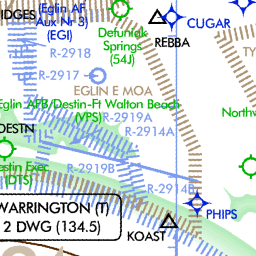 IDGES
(Eglin AF
Aux Nr 3)
(EGI)
Defuniak
Springs
(54J)
REBBA
CUGAR
R-2918
R-2917
EGLIN E MOA
Eglin AFB/Destin-Ft Walton Beach
(VPS)
R-2919A
R-2914A
Northw
DESTN
estin Exec
(DTS)
R-2919B
R-2914B
WARRINGTON (T)
2 DWG (134.5)
KOAST
PHIPS